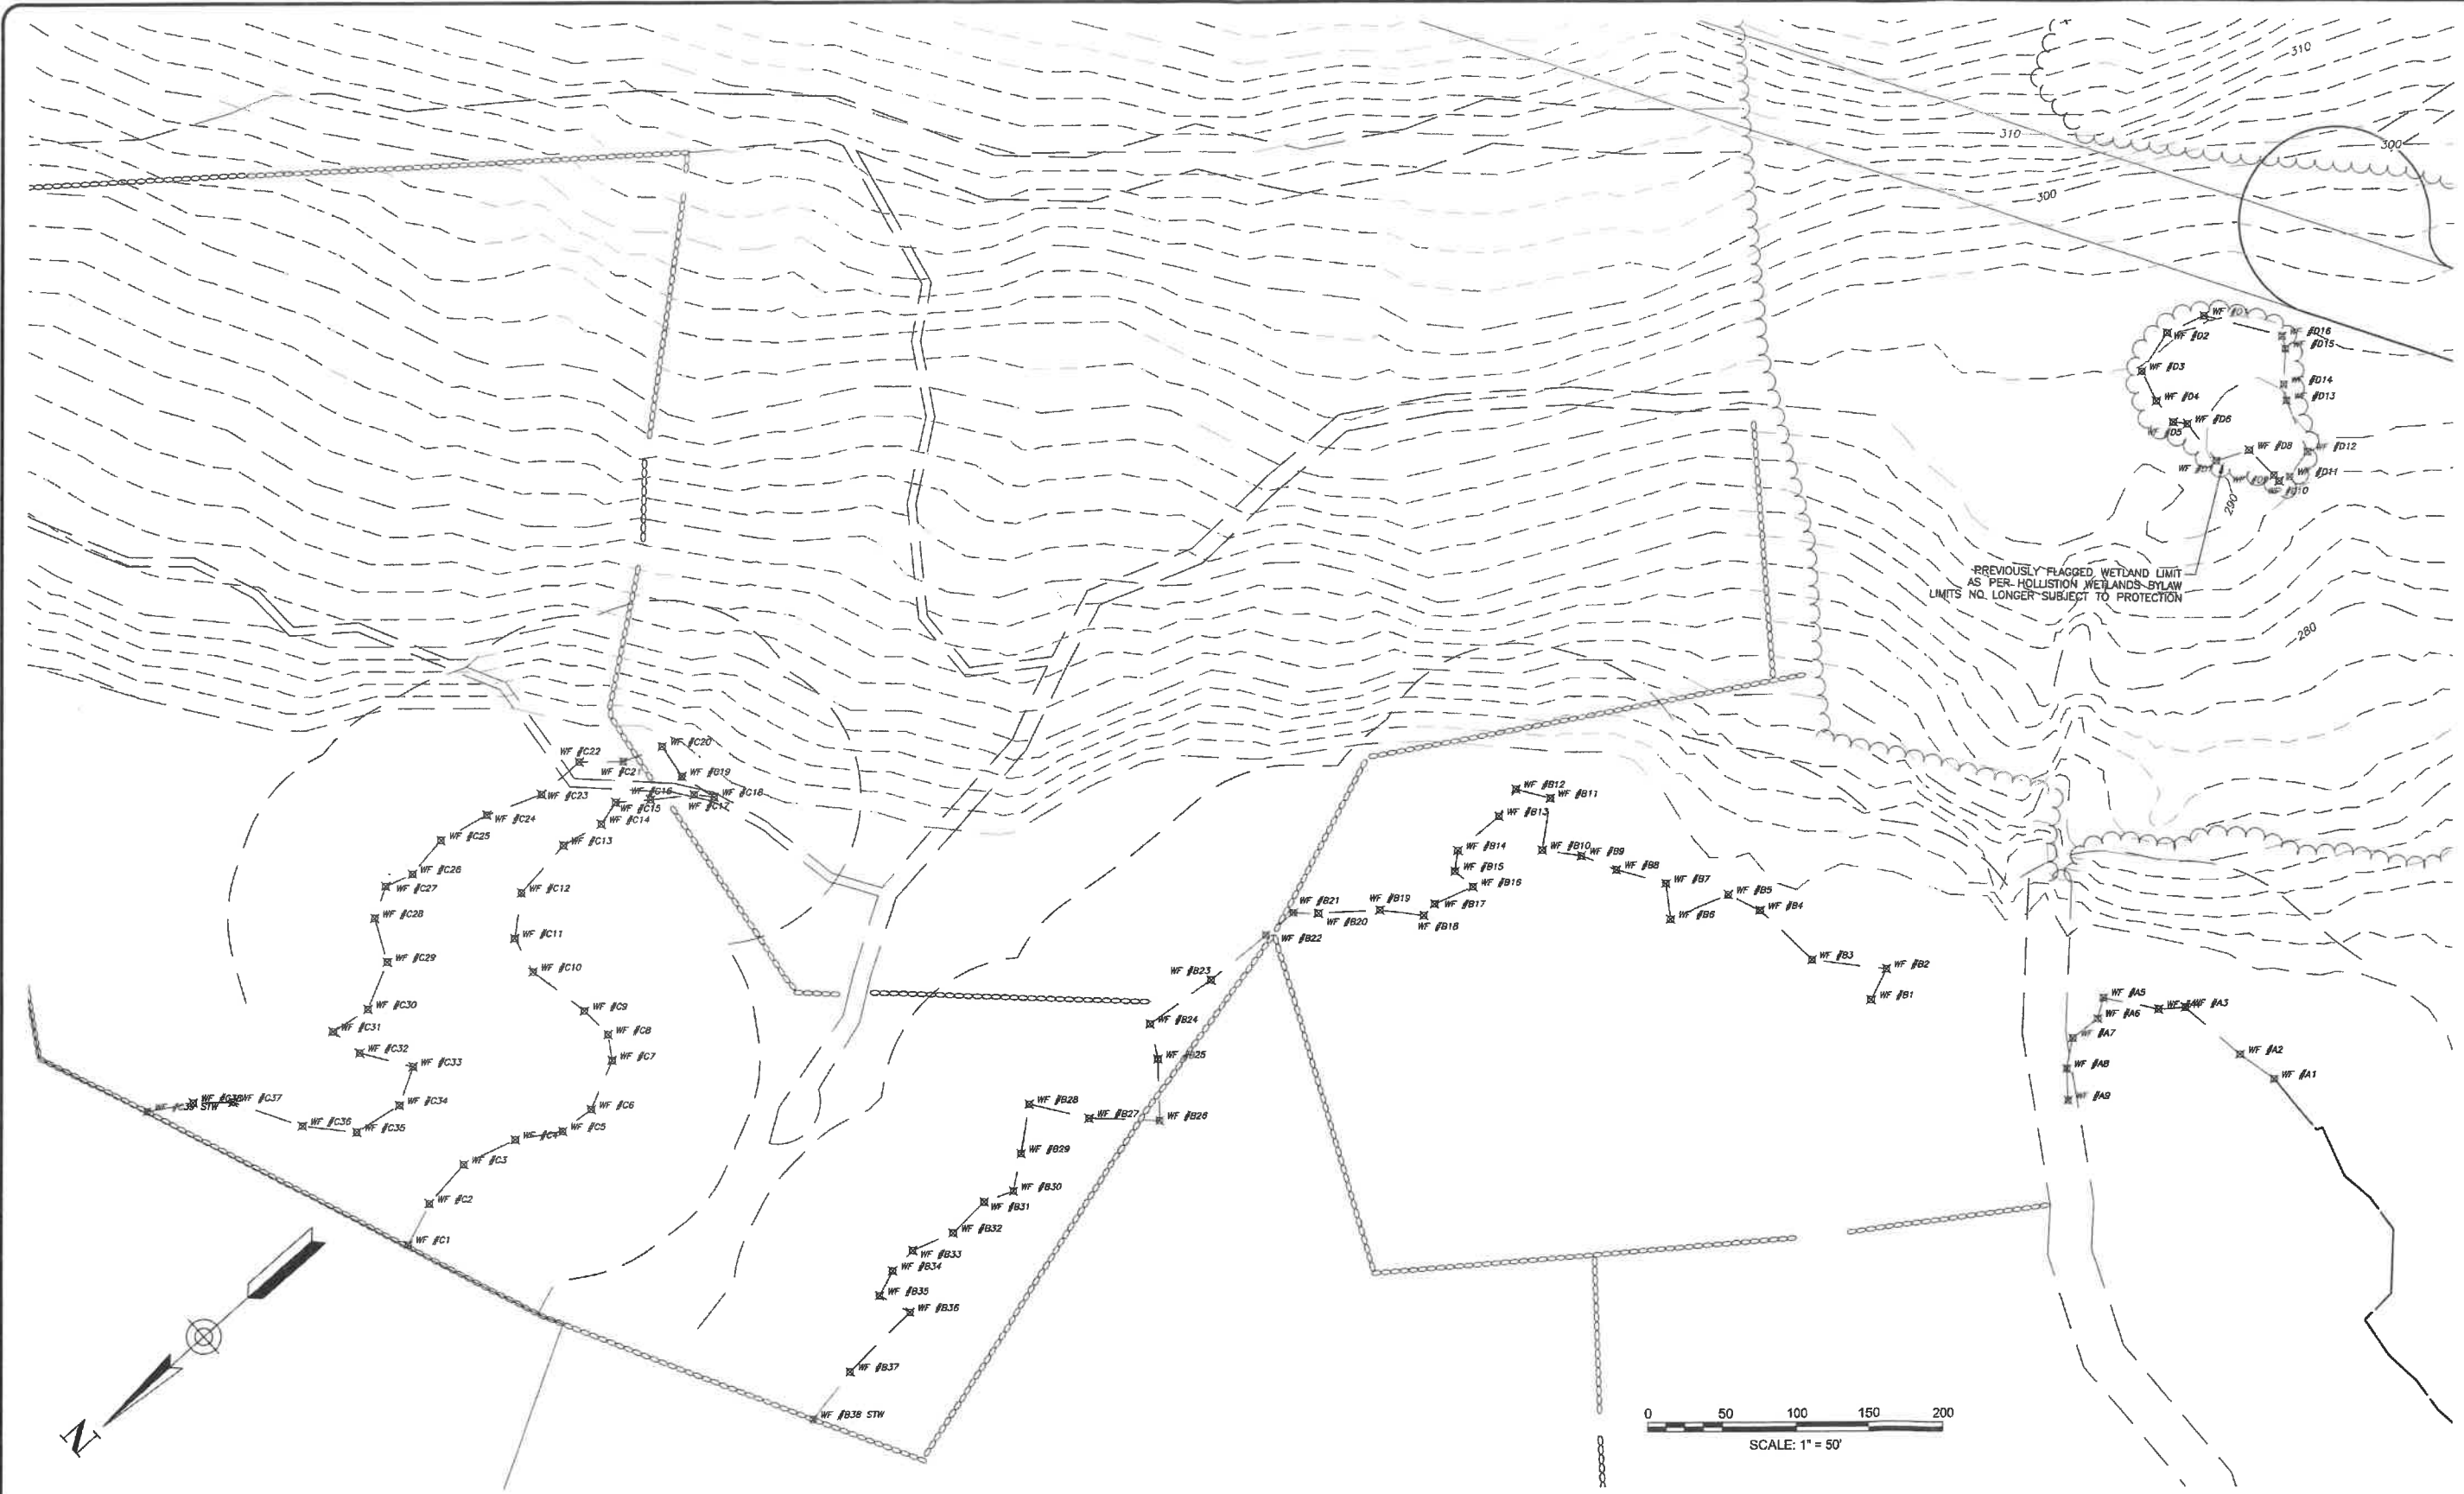 310
310
300
300
WF #D1
WF #D16
WF #D2
WF #D15
WF #D3
WF #D14
WF #D4
WF #D13
WF #D6
WF #D5
WF #D8
WF #D12
WF #D7
WF #D11
WF #D9
WF #D10
290
PREVIOUSLY FLAGGED WETLAND LIMIT
AS PER HOLLISTION WETLANDS BYLAW
LIMITS NO LONGER SUBJECT TO PROTECTION
280
WF #C22
WF #C20
WF #C21
WF #B19
WF #C23
WF #C16
WF #C18
WF #C15
WF #C17
WF #C24
WF #C14
WF #C25
WF #C13
WF #C26
WF #C27
WF #C12
WF #C28
WF #C11
WF #C29
WF #C10
WF #C30
WF #C9
WF #C31
WF #C8
WF #C32
WF #C7
WF #C33
WF #C39 STW
WF #C38
WF #C37
WF #C34
WF #C6
WF #C36
WF #C35
WF #C4
WF #C5
WF #C3
WF #C2
WF #C1
WF #B12
WF #B11
WF #B13
WF #B14
WF #B10
WF #B9
WF #B15
WF #B8
WF #B16
WF #B7
WF #B5
WF #B21
WF #B19
WF #B17
WF #B4
WF #B20
WF #B18
WF #B6
WF #B22
WF #B3
WF #B2
WF #B23
WF #B1
WF #B24
WF #B25
WF #B28
WF #B27
WF #B26
WF #B29
WF #B30
WF #B31
WF #B32
WF #B33
WF #B34
WF #B35
WF #B36
WF #B37
WF #B38 STW
WF #A5
WF #A3
WF #A6
WF #A7
WF #A2
WF #A8
WF #A1
WF #A9
N
0 50 100 150 200
SCALE: 1" = 50'